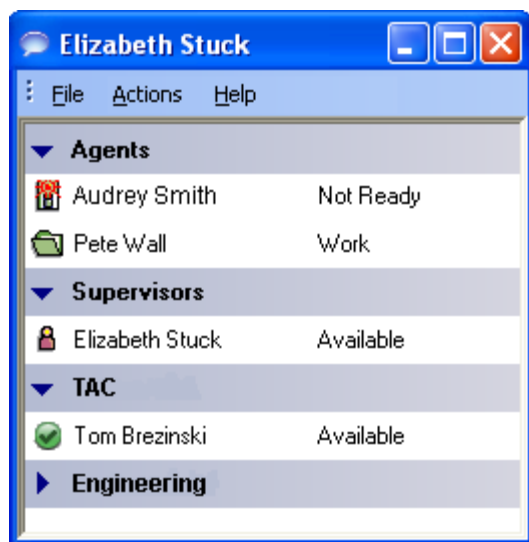 Elizabeth Stuck
File Actions Help
Agents
Audrey Smith Not Ready
Pete Wall Work
Supervisors
Elizabeth Stuck Available
TAC
Tom Brezinski Available
Engineering